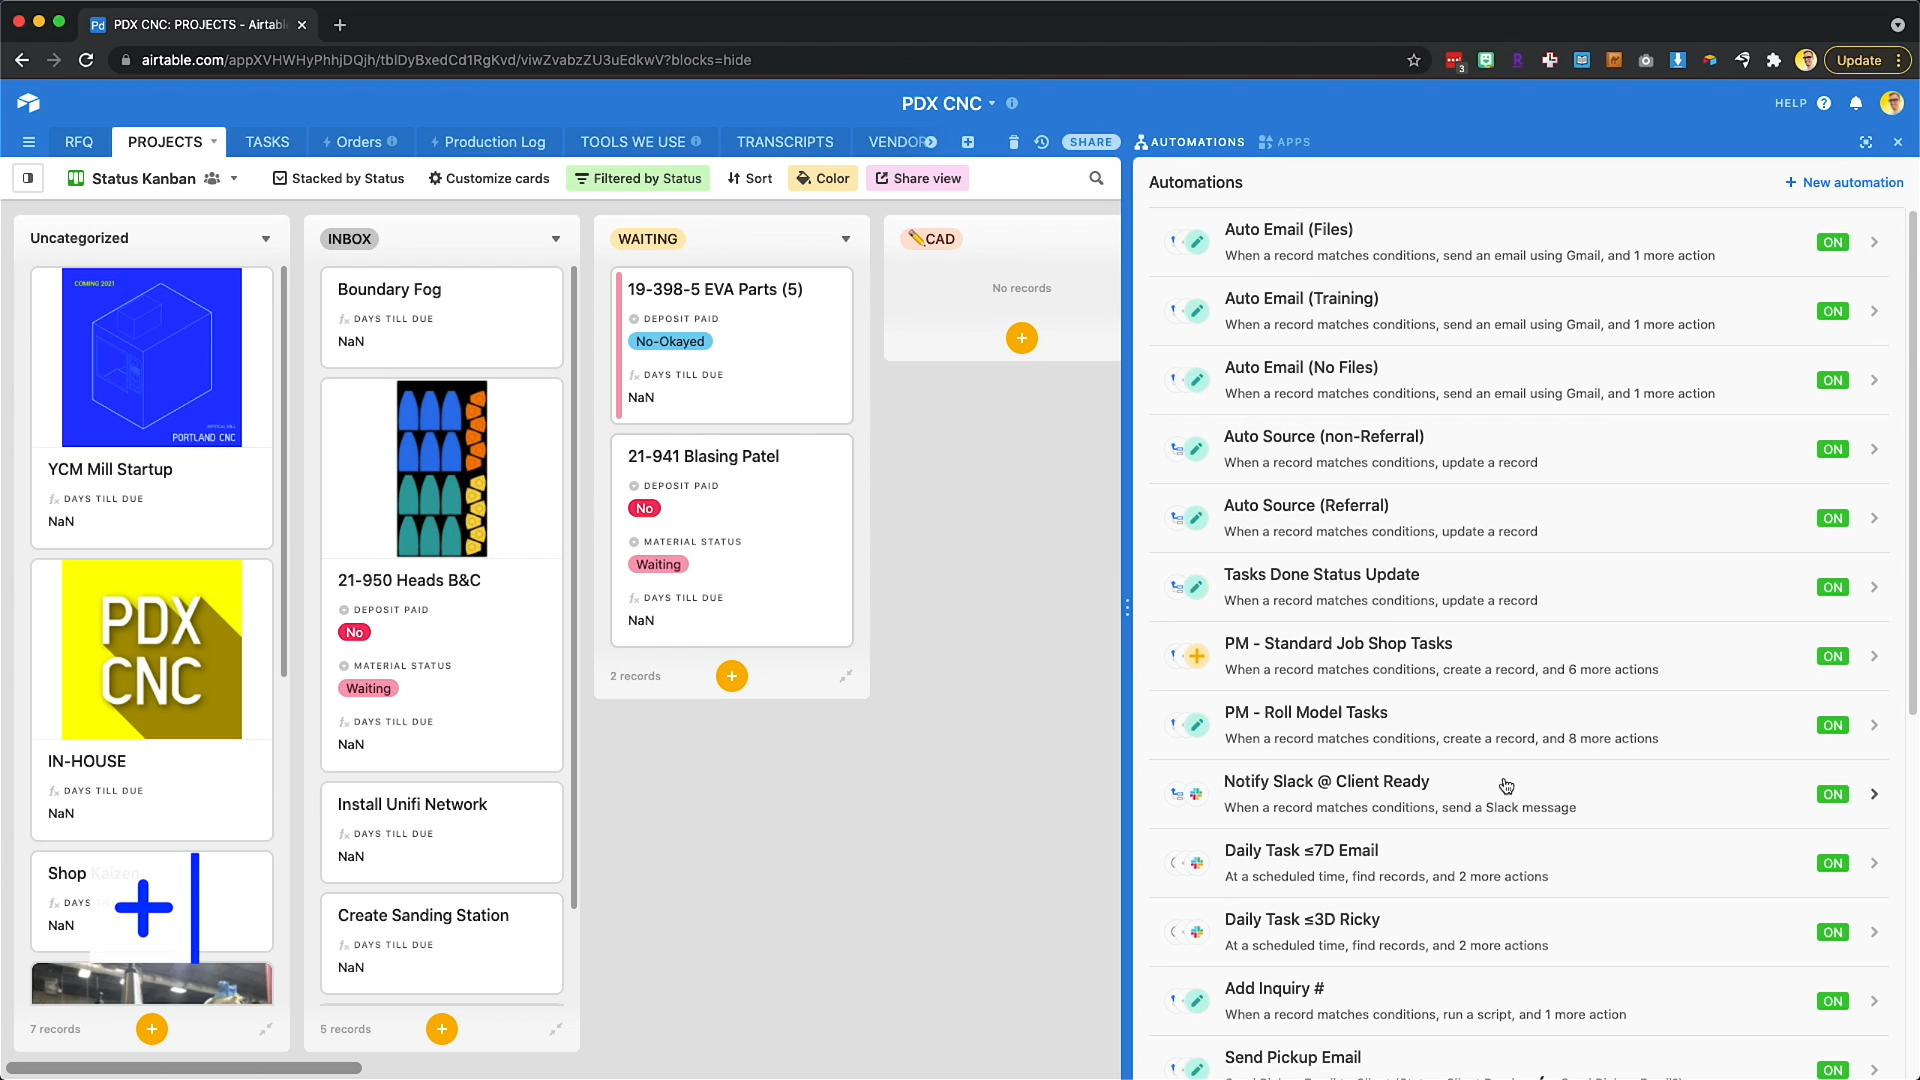 Pd PDX CNC: PROJECTS - Airtabl
airtable.com/appXVHWHyPhhjDQjh/tblDyBxedCd1RgKvd/viwZvabzZU3uEdkwV?blocks=hide
3
Update
PDX CNC
HELP
RFQ
PROJECTS
TASKS
Orders
Production Log
TOOLS WE USE
TRANSCRIPTS
VENDOR
SHARE
AUTOMATIONS
APPS
Status Kanban
Stacked by Status
Customize cards
Filtered by Status
Sort
Color
Share view
Uncategorized
COMING 2021
PORTLAND CNC
YCM Mill Startup
DAYS TILL DUE
NaN
PDX
CNC
IN-HOUSE
DAYS TILL DUE
NaN
Shop Kaizen
DAYS
NaN
7 records
INBOX
Boundary Fog
DAYS TILL DUE
NaN
21-950 Heads B&C
DEPOSIT PAID
No
MATERIAL STATUS
Waiting
DAYS TILL DUE
NaN
Install Unifi Network
DAYS TILL DUE
NaN
Create Sanding Station
DAYS TILL DUE
NaN
5 records
WAITING
19-398-5 EVA Parts (5)
DEPOSIT PAID
No-Okayed
DAYS TILL DUE
NaN
21-941 Blasing Patel
DEPOSIT PAID
No
MATERIAL STATUS
Waiting
DAYS TILL DUE
NaN
2 records
✏️CAD
No records
Automations
+ New automation
Auto Email (Files)
When a record matches conditions, send an email using Gmail, and 1 more action
ON
Auto Email (Training)
When a record matches conditions, send an email using Gmail, and 1 more action
ON
Auto Email (No Files)
When a record matches conditions, send an email using Gmail, and 1 more action
ON
Auto Source (non-Referral)
When a record matches conditions, update a record
ON
Auto Source (Referral)
When a record matches conditions, update a record
ON
Tasks Done Status Update
When a record matches conditions, update a record
ON
PM - Standard Job Shop Tasks
When a record matches conditions, create a record, and 6 more actions
ON
PM - Roll Model Tasks
When a record matches conditions, create a record, and 8 more actions
ON
Notify Slack @ Client Ready
When a record matches conditions, send a Slack message
ON
Daily Task ≤7D Email
At a scheduled time, find records, and 2 more actions
ON
Daily Task ≤3D Ricky
At a scheduled time, find records, and 2 more actions
ON
Add Inquiry #
When a record matches conditions, run a script, and 1 more action
ON
Send Pickup Email
ON